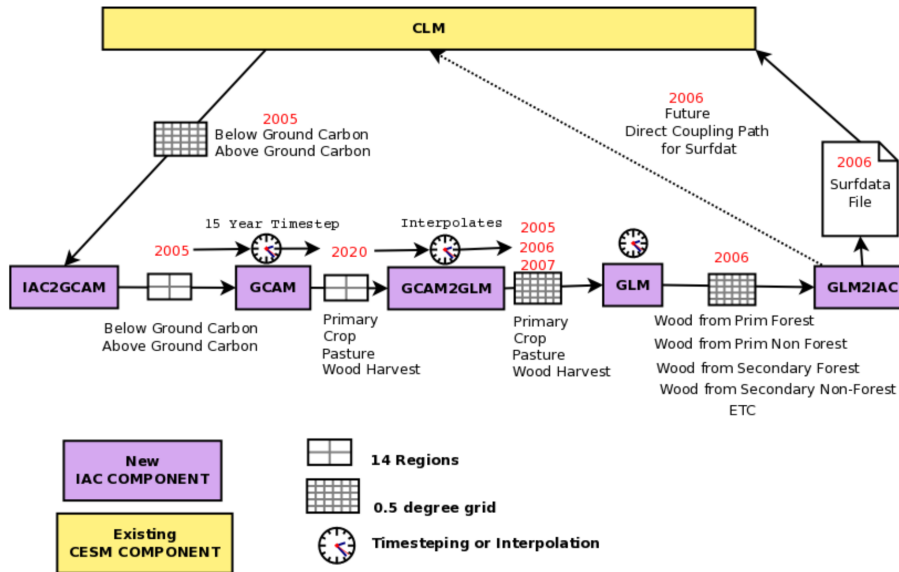 CLM
2005
Below Ground Carbon
Above Ground Carbon
2006
Future
Direct Coupling Path
for Surfdat
2006
Surfdata
File
15 Year Timestep
Interpolates
2005
2020
2005
2006
2007
2006
IAC2GCAM
GCAM
GCAM2GLM
GLM
GLM2IAC
Below Ground Carbon
Above Ground Carbon
Primary
Crop
Pasture
Wood Harvest
Primary
Crop
Pasture
Wood Harvest
Wood from Prim Forest
Wood from Prim Non Forest
Wood from Secondary Forest
Wood from Secondary Non-Forest
ETC
New
IAC COMPONENT
Existing
CESM COMPONENT
14 Regions
0.5 degree grid
Timesteping or Interpolation